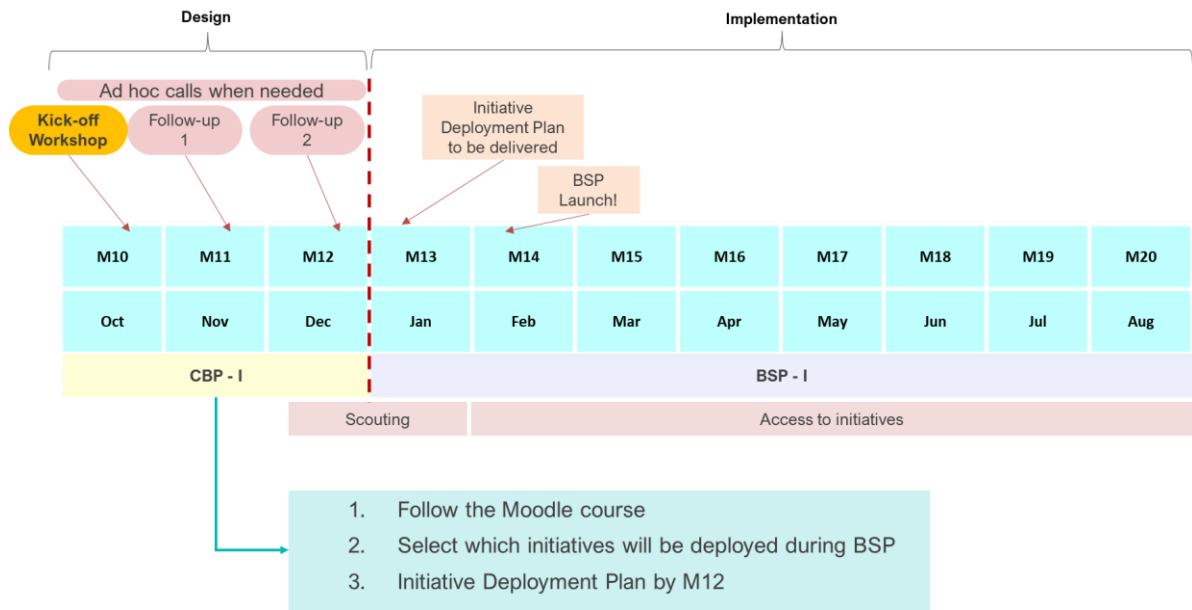 Design
Implementation
Ad hoc calls when needed
Kick-off
Workshop
Follow-up
1
Follow-up
2
Initiative
Deployment Plan
to be delivered
BSP
Launch!
M10 M11 M12 M13 M14 M15 M16 M17 M18 M19 M20
Oct Nov Dec Jan Feb Mar Apr May Jun Jul Aug
CBP - I
BSP - I
Scouting
Access to initiatives
1. Follow the Moodle course
2. Select which initiatives will be deployed during BSP
3. Initiative Deployment Plan by M12